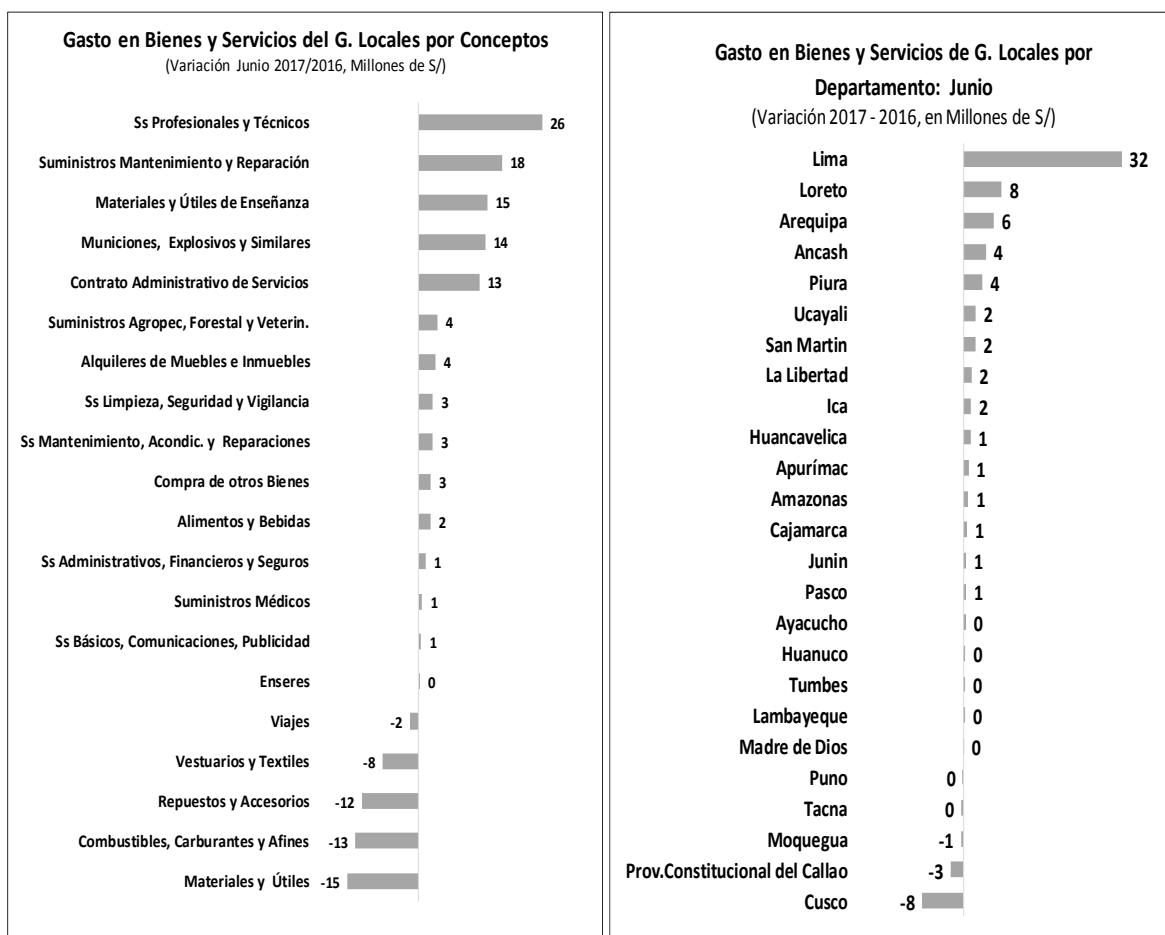 Gasto en Bienes y Servicios del G. Locales por Conceptos
(Variación Junio 2017/2016, Millones de S/)
Ss Profesionales y Técnicos 26
Suministros Mantenimiento y Reparación 18
Materiales y Útiles de Enseñanza 15
Municiones, Explosivos y Similares 14
Contrato Administrativo de Servicios 13
Suministros Agropec, Forestal y Veterin. 4
Alquileres de Muebles e Inmuebles 4
Ss Limpieza, Seguridad y Vigilancia 3
Ss Mantenimiento, Acondic. y Reparaciones 3
Compra de otros Bienes 3
Alimentos y Bebidas 2
Ss Administrativos, Financieros y Seguros 1
Suministros Médicos 1
Ss Básicos, Comunicaciones, Publicidad 1
Enseres 0
Viajes -2
Vestuarios y Textiles -8
Repuestos y Accesorios -12
Combustibles, Carburantes y Afines -13
Materiales y Útiles -15
Gasto en Bienes y Servicios de G. Locales por
Departamento: Junio
(Variación 2017 - 2016, en Millones de S/)
Lima 32
Loreto 8
Arequipa 6
Ancash 4
Piura 4
Ucayali 2
San Martin 2
La Libertad 2
Ica 2
Huancavelica 1
Apurímac 1
Amazonas 1
Cajamarca 1
Junin 1
Pasco 1
Ayacucho 0
Huanuco 0
Tumbes 0
Lambayeque 0
Madre de Dios 0
Puno 0
Tacna 0
Moquegua -1
Prov.Constitucional del Callao -3
Cusco -8